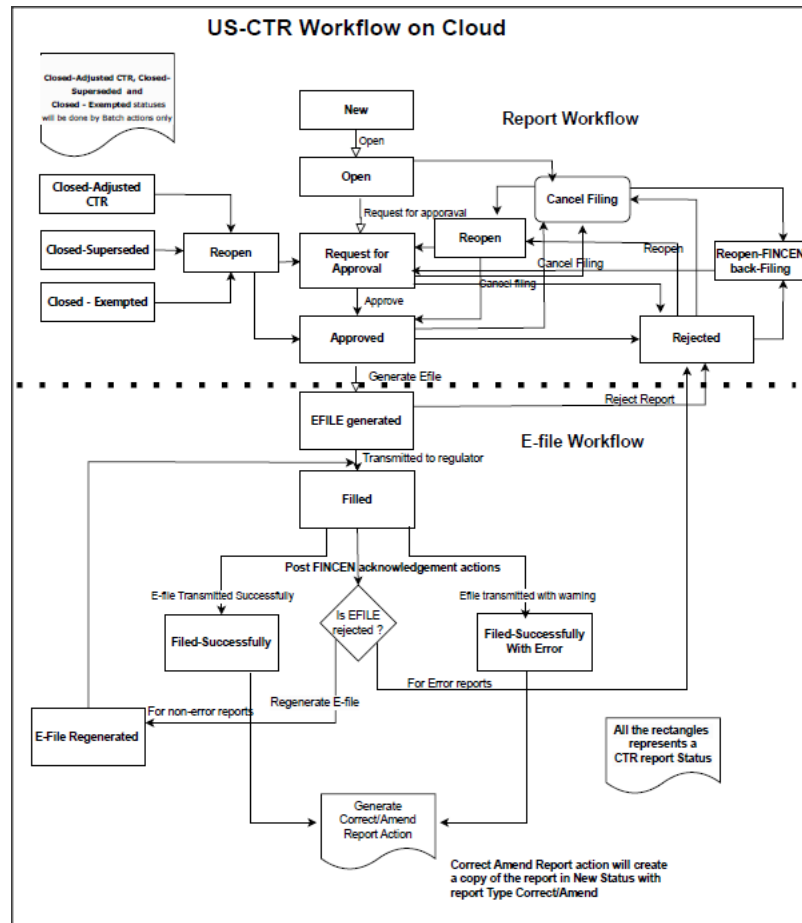 US-CTR Workflow on Cloud
Closed-Adjusted CTR, Closed-
Superseded and
Closed - Exempted statuses
will be done by Batch actions only
New
Report Workflow
Open
Open
Closed-Adjusted
CTR
Cancel Filing
Request for apporaval
Closed-Superseded
Reopen
Request for
Approval
Reopen
Reopen
Reopen-FINCEN
back-Filing
Cancel Filing
Cancel filing
Closed - Exempted
Approve
Approved
Rejected
Generate Efile
EFILE generated
Reject Report
E-file Workflow
Transmitted to regulator
Filled
Post FINCEN acknowledgement actions
E-file Transmitted Successfully
Efile transmitted with warning
Is EFILE
rejected ?
Filed-Successfully
Filed-Successfully
With Error
For Error reports
Regenerate E-file
For non-error reports
E-File Regenerated
All the rectangles
represents a
CTR report Status
Generate
Correct/Amend
Report Action
Correct Amend Report action will create
a copy of the report in New Status with
report Type Correct/Amend